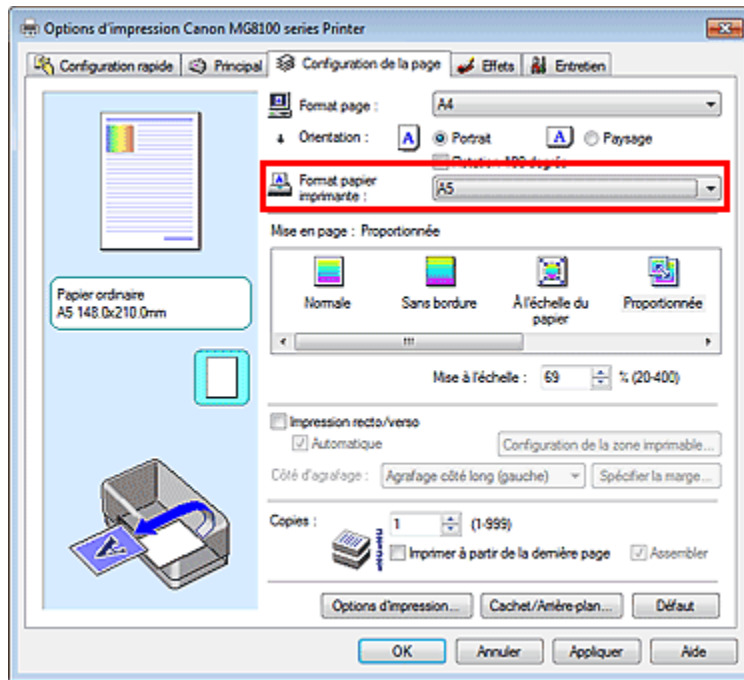 Options d'impression Canon MG8100 series Printer
Configuration rapide Principal Configuration de la page Effets Entretien
Format page : A4
Orientation : A Portrait A Paysage
Format papier
imprimante : A5
Mise en page : Proportionnée
Normale Sans bordure À l'échelle du
papier Proportionnée
Papier ordinaire
A5 148.0x210.0mm
Mise à l'échelle : 69 % (20-400)
Impression recto/verso
Automatique Configuration de la zone imprimable...
Côté d'agrafage : Agrafage côté long (gauche) Spécifier la marge...
Copies : 1 (1-999)
Imprimer à partir de la dernière page Assembler
Options d'impression... Cachet/Arrière-plan... Défaut
OK Annuler Appliquer Aide